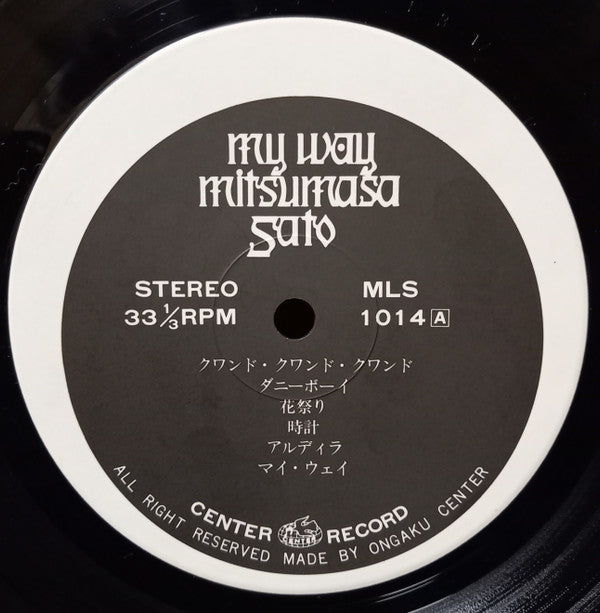 my way
mitsumasa
sato
STEREO
33 1/3 RPM
MLS
1014 A
クワンド・クワンド・クワンド
ダニーボーイ
花祭り
時計
アルディラ
マイ・ウェイ
CENTER CENTER RECORD
ALL RIGHT RESERVED MADE BY ONGAKU CENTER